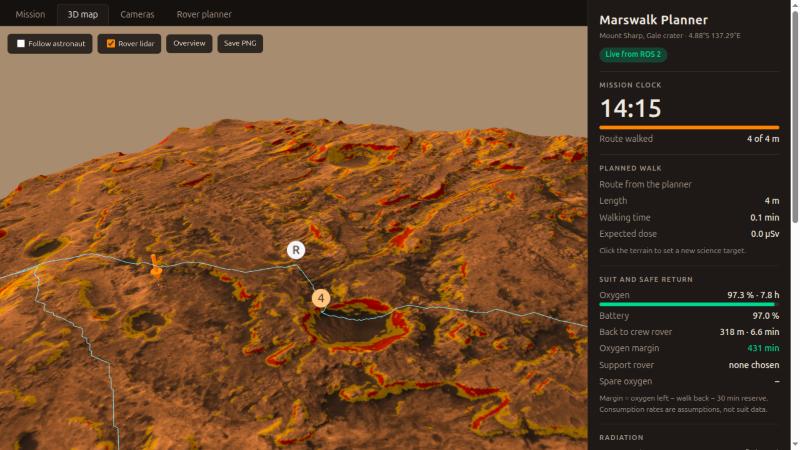 Mission 3D map Cameras Rover planner
Follow astronaut Rover lidar Overview Save PNG
R
4
Marswalk Planner
Mount Sharp, Gale crater · 4.88°S 137.29°E
Live from ROS 2
MISSION CLOCK
14:15
Route walked 4 of 4 m
PLANNED WALK
Route from the planner
Length 4 m
Walking time 0.1 min
Expected dose 0.0 µSv
Click the terrain to set a new science target.
SUIT AND SAFE RETURN
Oxygen 97.3 % · 7.8 h
Battery 97.0 %
Back to crew rover 318 m · 6.6 min
Oxygen margin 431 min
Support rover none chosen
Spare oxygen –
Margin = oxygen left − walk back − 30 min reserve.
Consumption rates are assumptions, not suit data.
RADIATION